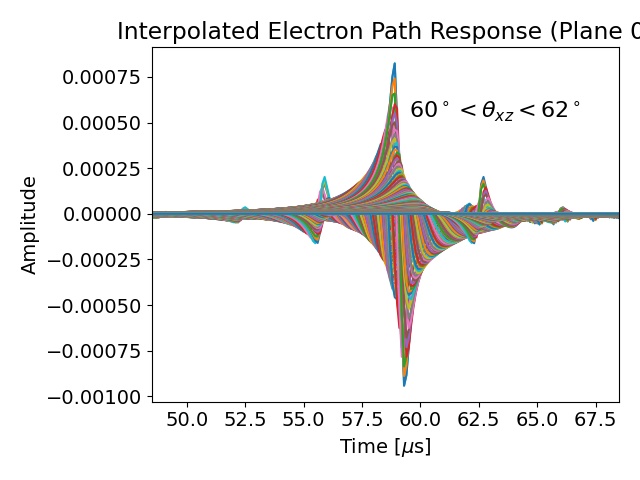 Interpolated Electron Path Response (Plane 0
0.00075
0.00050
0.00025
0.00000
−0.00025
−0.00050
−0.00075
−0.00100
Amplitude
60° < θxz < 62°
50.0 52.5 55.0 57.5 60.0 62.5 65.0 67.5
Time [μs]